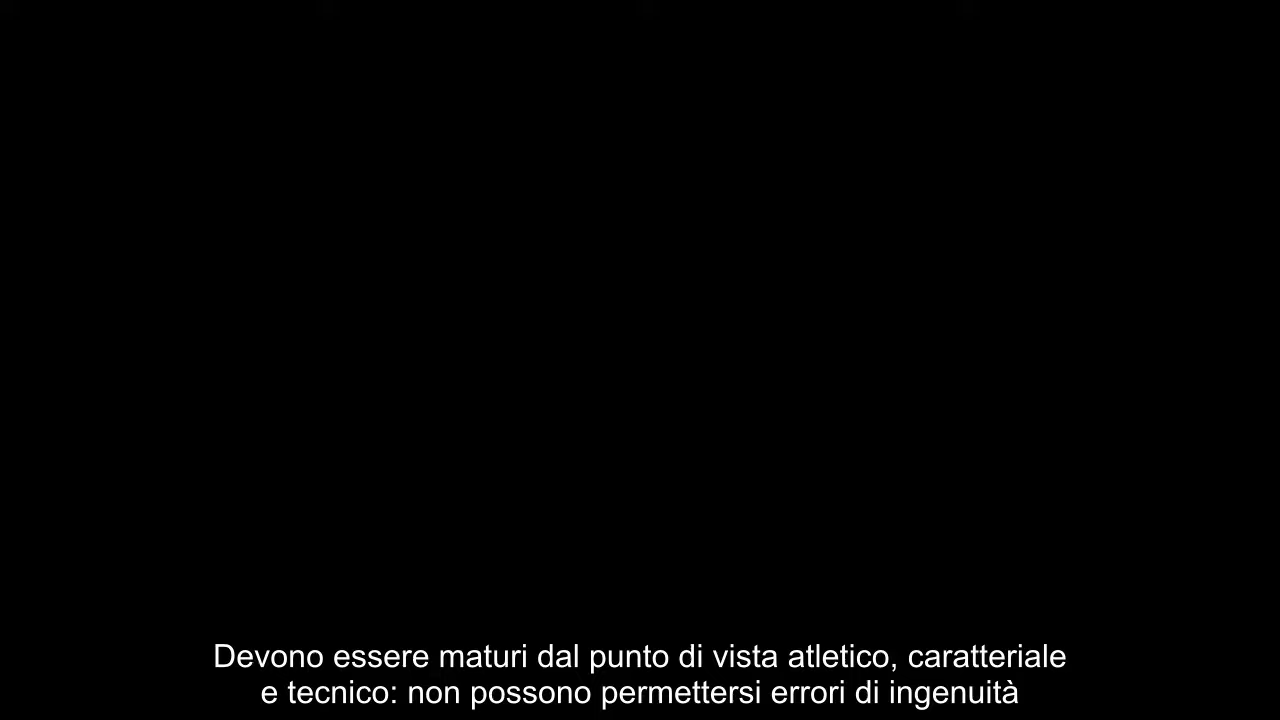 Devono essere maturi dal punto di vista atletico, caratteriale
e tecnico: non possono permettersi errori di ingenuità